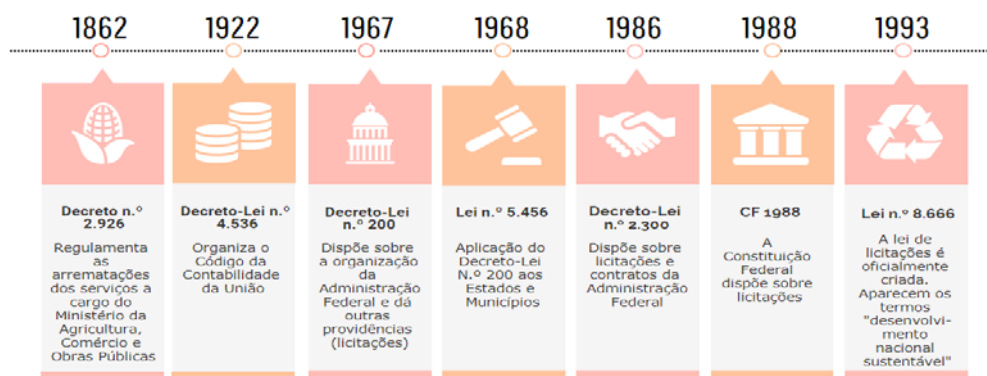 1862
1922
1967
1968
1986
1988
1993
Decreto n.º
2.926
Regulamenta
as
arrematações
dos serviços a
cargo do
Ministério da
Agricultura,
Comércio e
Obras Públicas
Decreto-Lei n.º
4.536
Organiza o
Código da
Contabilidade
da União
Decreto-Lei
n.º 200
Dispõe sobre
a organização
da
Administração
Federal e dá
outras
providências
(licitações)
Lei n.º 5.456
Aplicação do
Decreto-Lei
N.º 200 aos
Estados e
Municípios
Decreto-Lei
n.º 2.300
Dispõe sobre
licitações e
contratos da
Administração
Federal
CF 1988
A
Constituição
Federal
dispõe sobre
licitações
Lei n.º 8.666
A lei de
licitações é
oficialmente
criada.
Aparecem os
termos
"desenvolvi-
mento
nacional
sustentável"